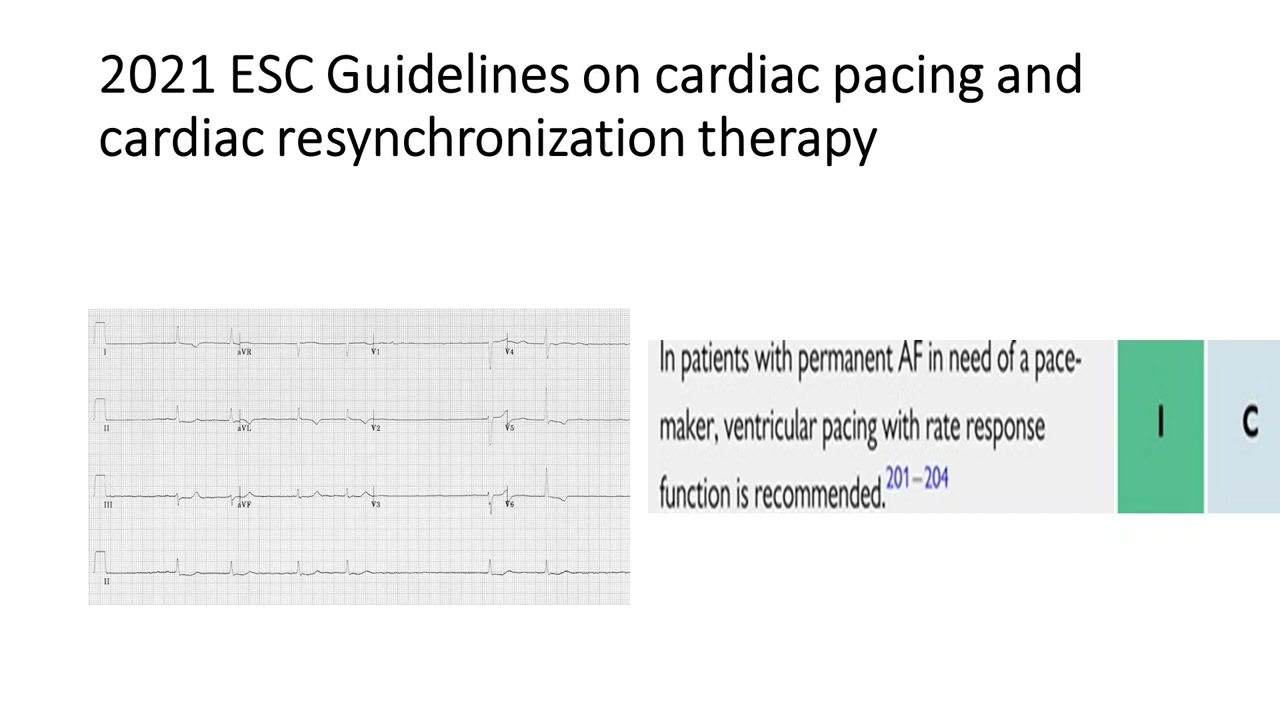 2021 ESC Guidelines on cardiac pacing and
cardiac resynchronization therapy
I aVR V1 V4
II aVL V2 V5
III aVF V3 V6
II
In patients with permanent AF in need of a pace-
maker, ventricular pacing with rate response
function is recommended.201–204
I C